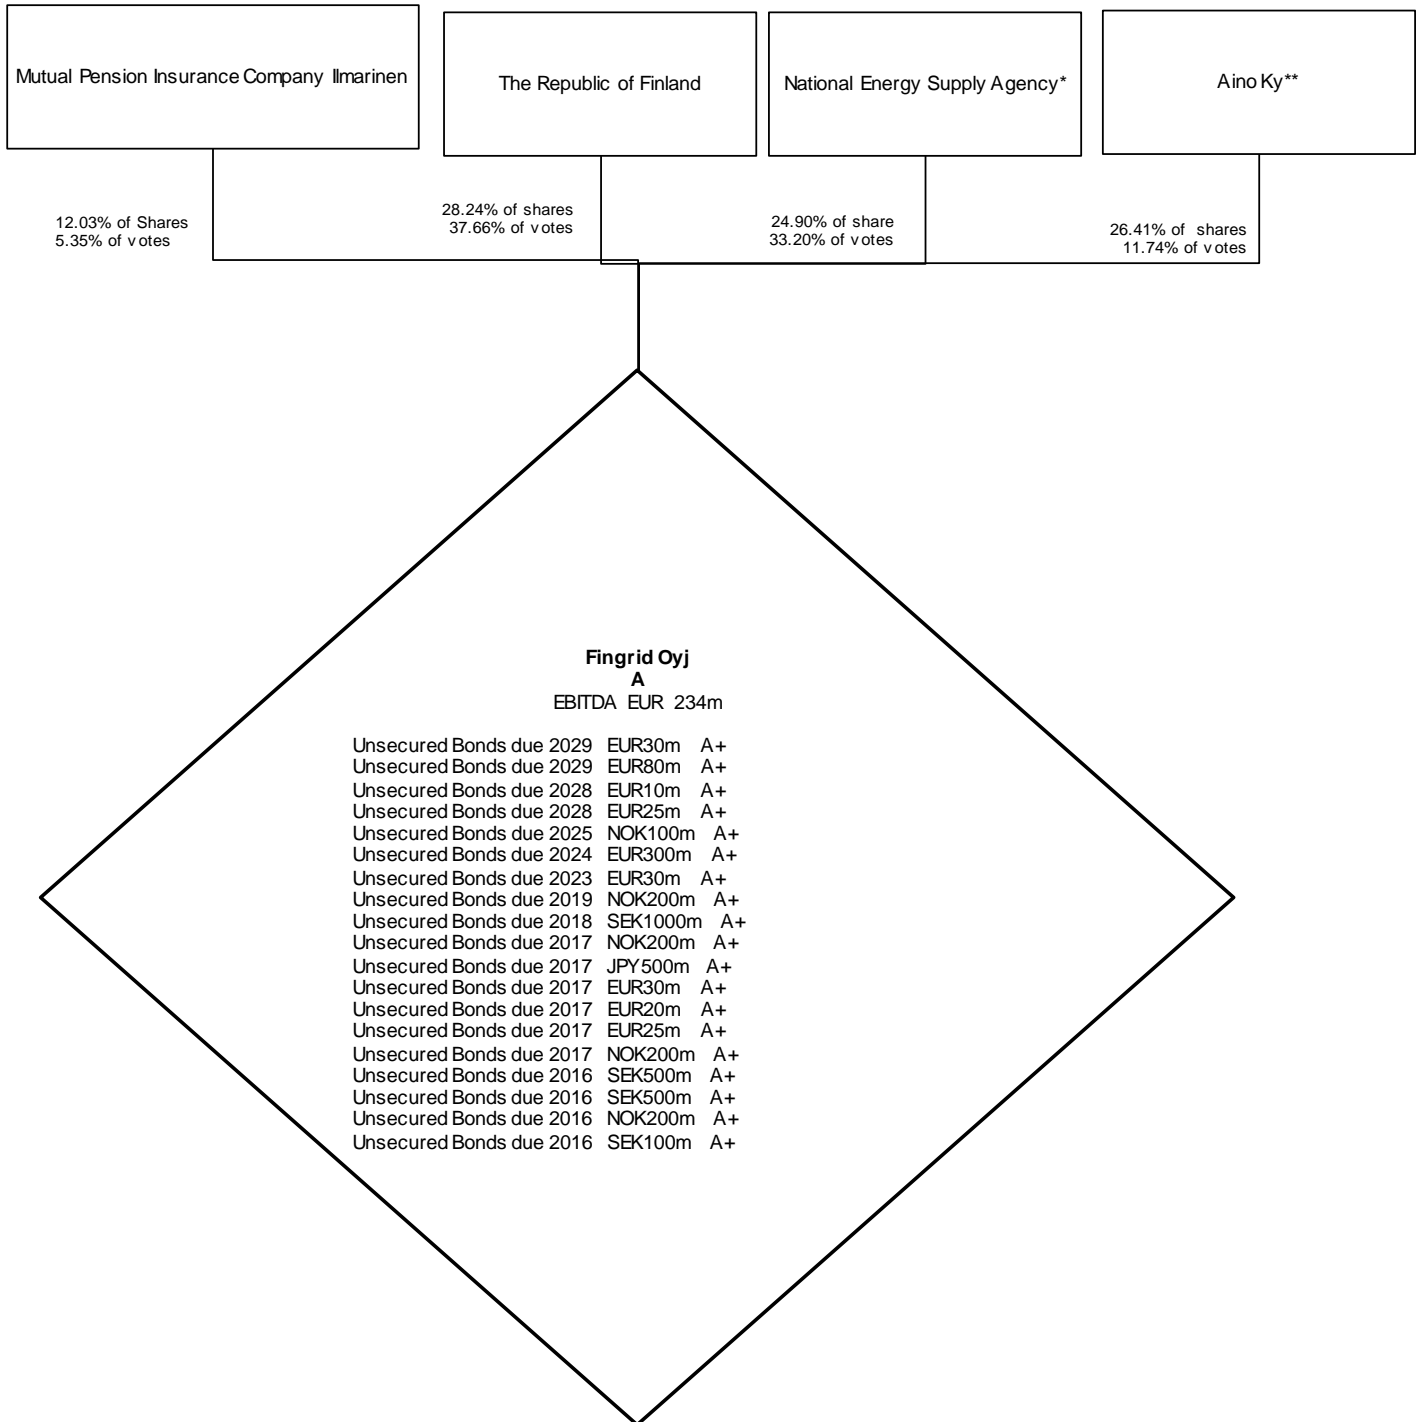 Mutual Pension Insurance Company Ilmarinen
The Republic of Finland
National Energy Supply Agency*
Aino Ky**
12.03% of Shares
5.35% of votes
28.24% of shares
37.66% of votes
24.90% of share
33.20% of votes
26.41% of shares
11.74% of votes
Fingrid Oyj
A
EBITDA EUR 234m
Unsecured Bonds due 2029 EUR30m A+
Unsecured Bonds due 2029 EUR80m A+
Unsecured Bonds due 2028 EUR10m A+
Unsecured Bonds due 2028 EUR25m A+
Unsecured Bonds due 2025 NOK100m A+
Unsecured Bonds due 2024 EUR300m A+
Unsecured Bonds due 2023 EUR30m A+
Unsecured Bonds due 2019 NOK200m A+
Unsecured Bonds due 2018 SEK1000m A+
Unsecured Bonds due 2017 NOK200m A+
Unsecured Bonds due 2017 JPY500m A+
Unsecured Bonds due 2017 EUR30m A+
Unsecured Bonds due 2017 EUR20m A+
Unsecured Bonds due 2017 EUR25m A+
Unsecured Bonds due 2017 NOK200m A+
Unsecured Bonds due 2016 SEK500m A+
Unsecured Bonds due 2016 SEK500m A+
Unsecured Bonds due 2016 NOK200m A+
Unsecured Bonds due 2016 SEK100m A+